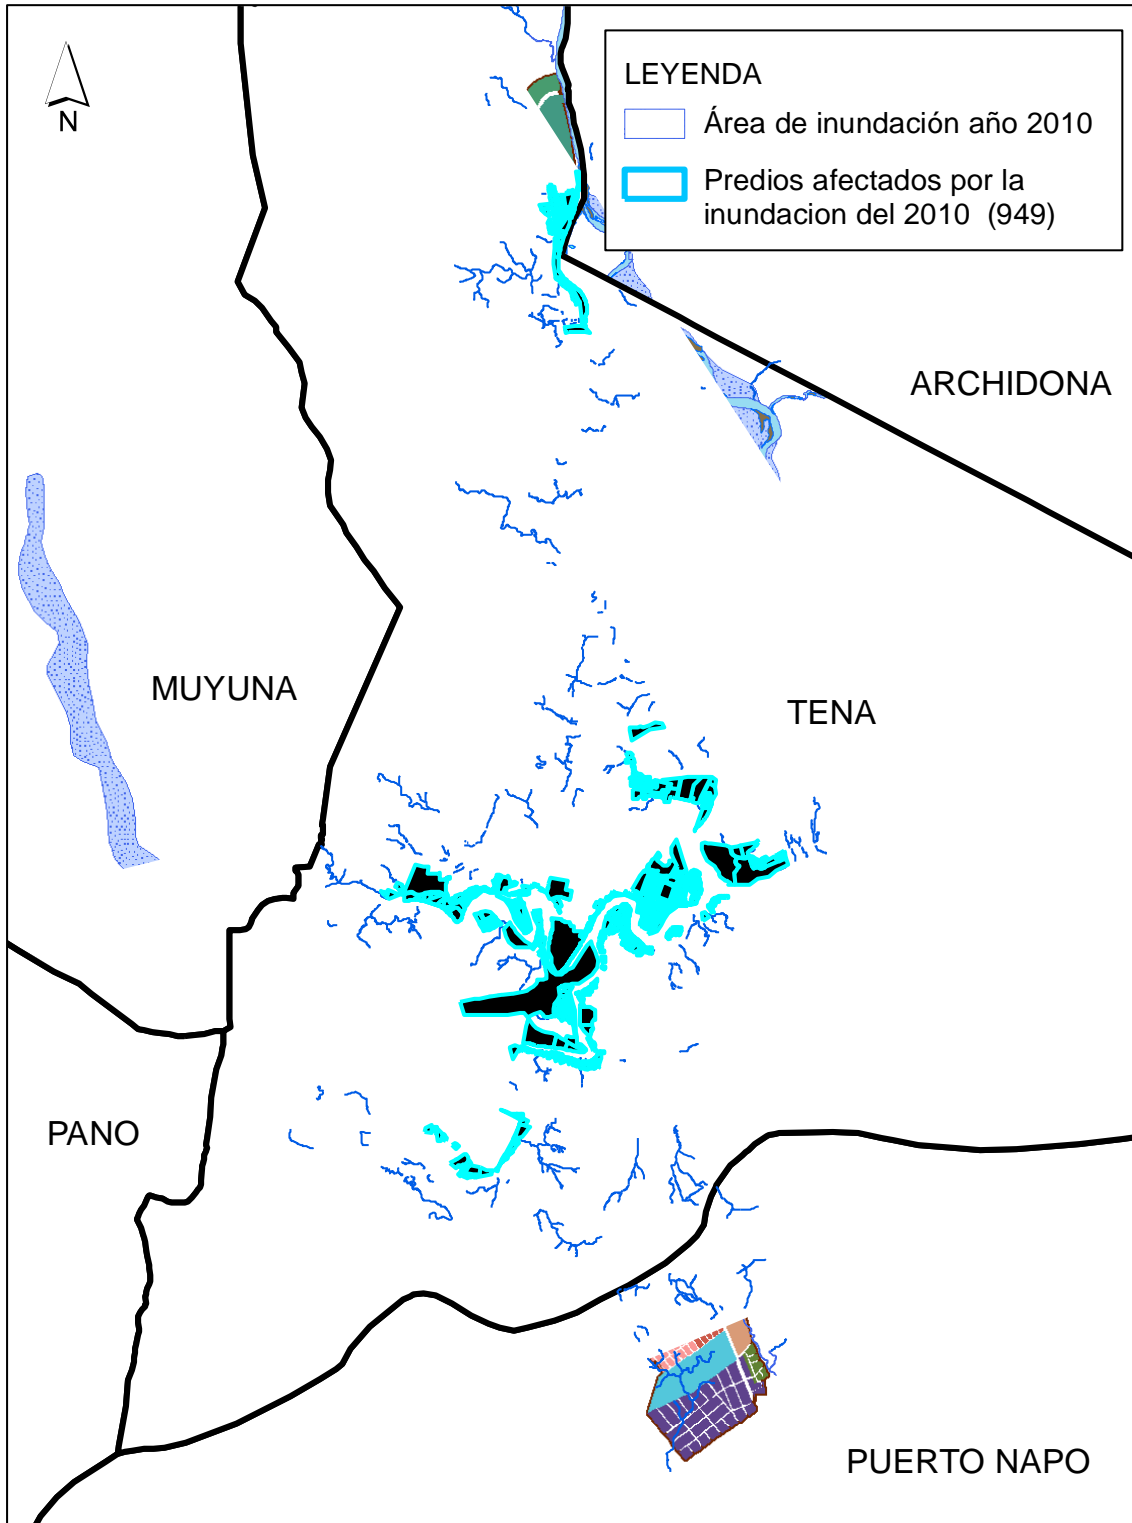 N
LEYENDA
Área de inundación año 2010
Predios afectados por la
inundacion del 2010 (949)
ARCHIDONA
MUYUNA
TENA
PANO
PUERTO NAPO